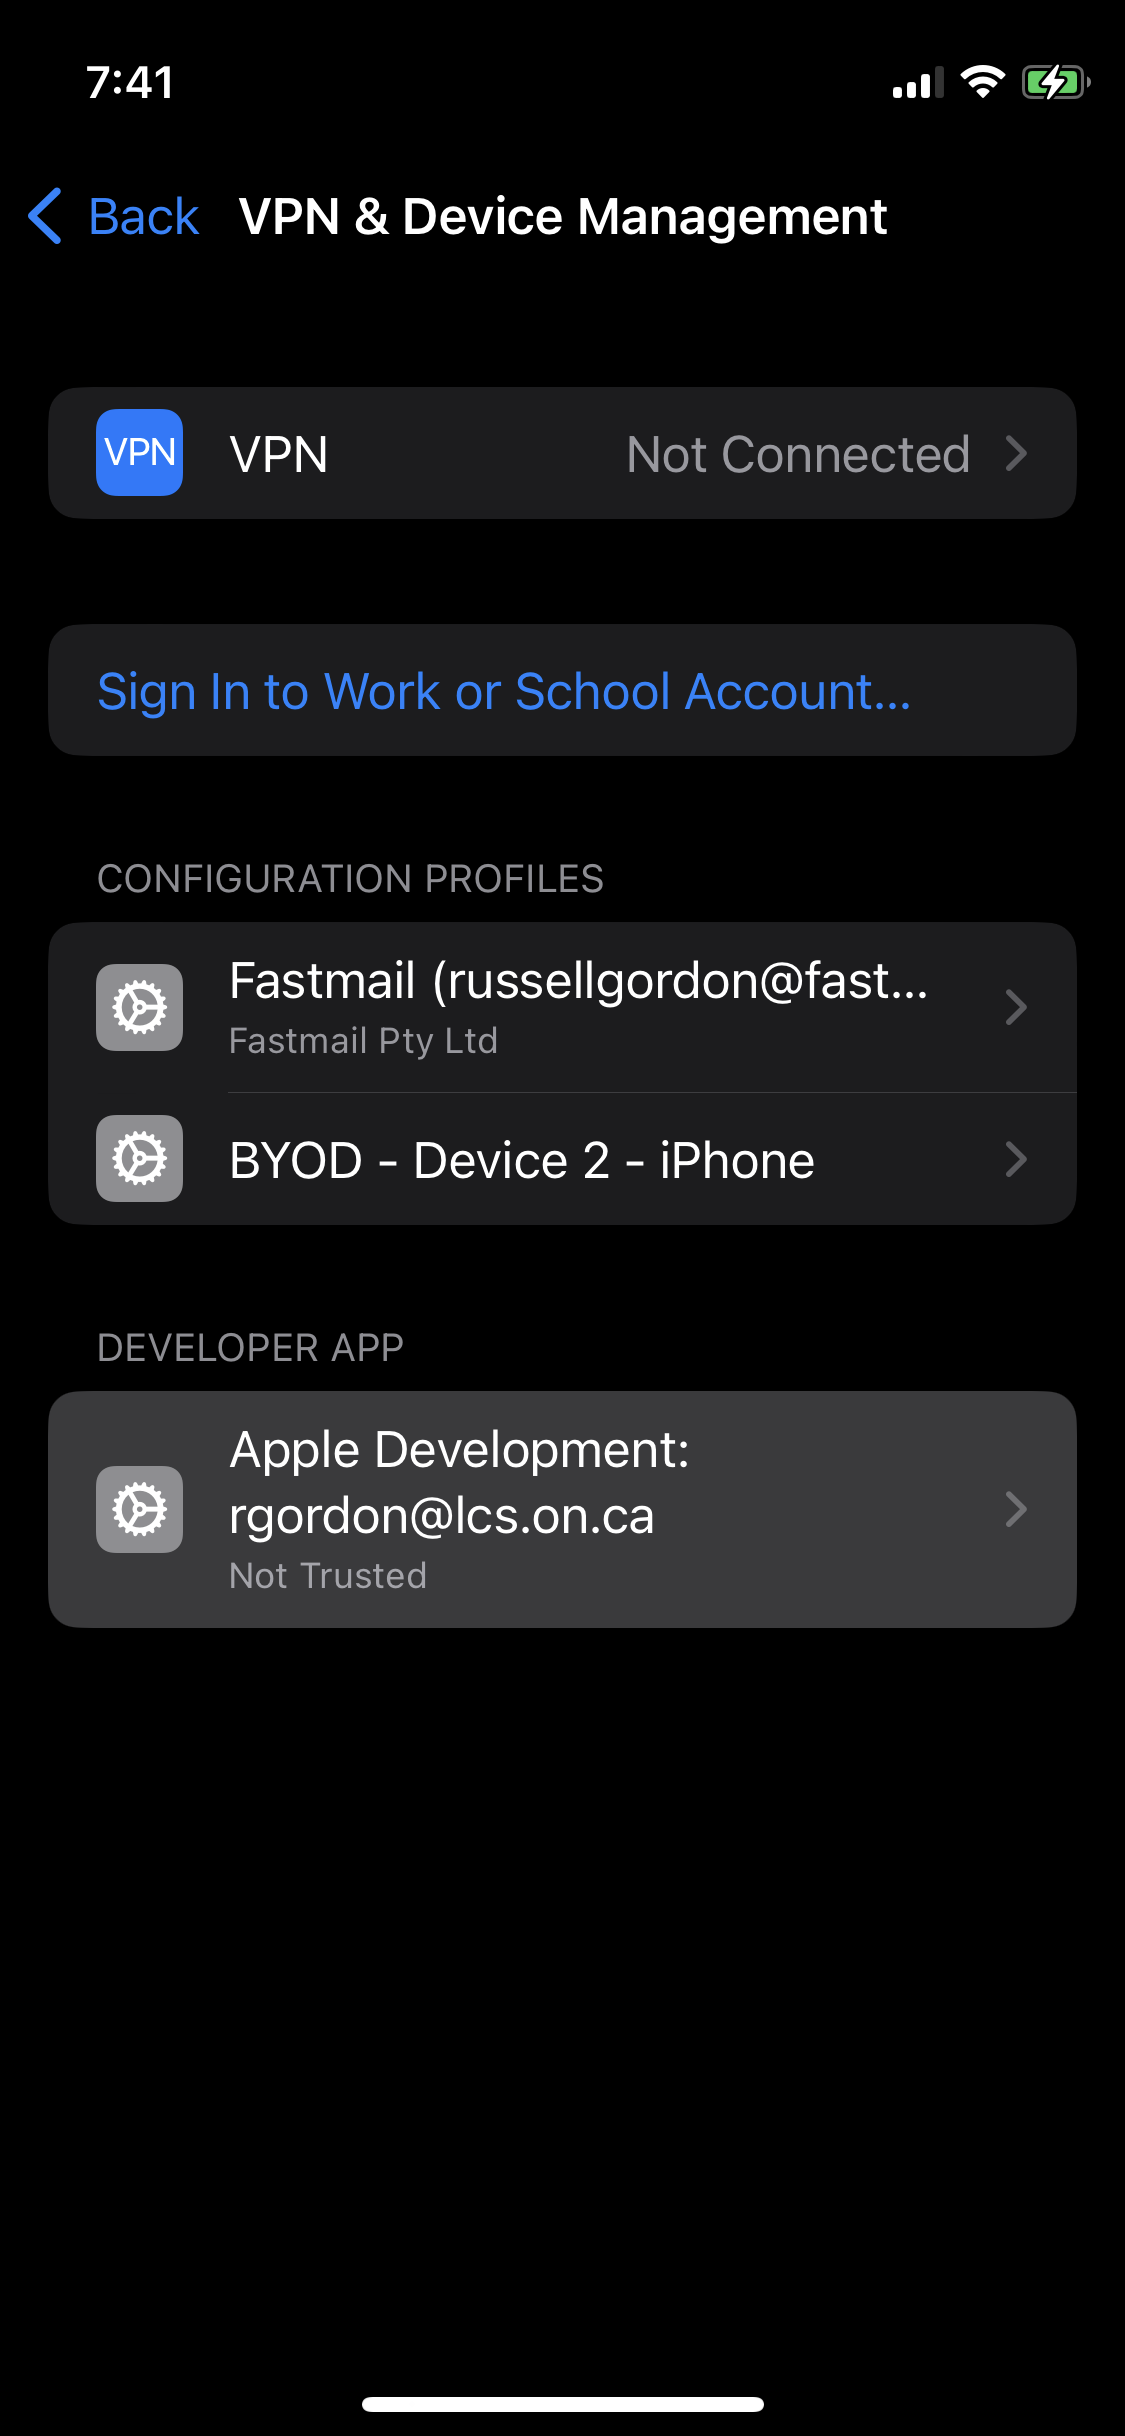 7:41
Back VPN & Device Management
VPN VPN Not Connected
Sign In to Work or School Account...
CONFIGURATION PROFILES
Fastmail (russellgordon@fast...
Fastmail Pty Ltd
BYOD - Device 2 - iPhone
DEVELOPER APP
Apple Development:
rgordon@lcs.on.ca
Not Trusted